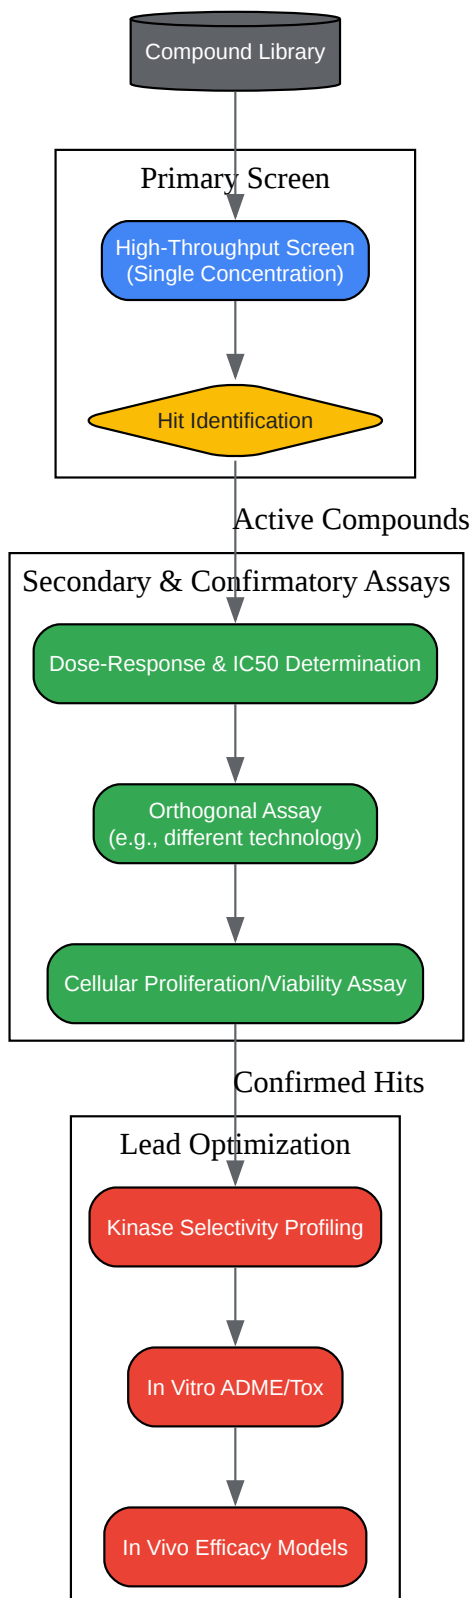 Compound Library
Primary Screen
High-Throughput Screen
(Single Concentration)
Hit Identification
Active Compounds
Secondary & Confirmatory Assays
Dose-Response & IC50 Determination
Orthogonal Assay
(e.g., different technology)
Cellular Proliferation/Viability Assay
Confirmed Hits
Lead Optimization
Kinase Selectivity Profiling
In Vitro ADME/Tox
In Vivo Efficacy Models